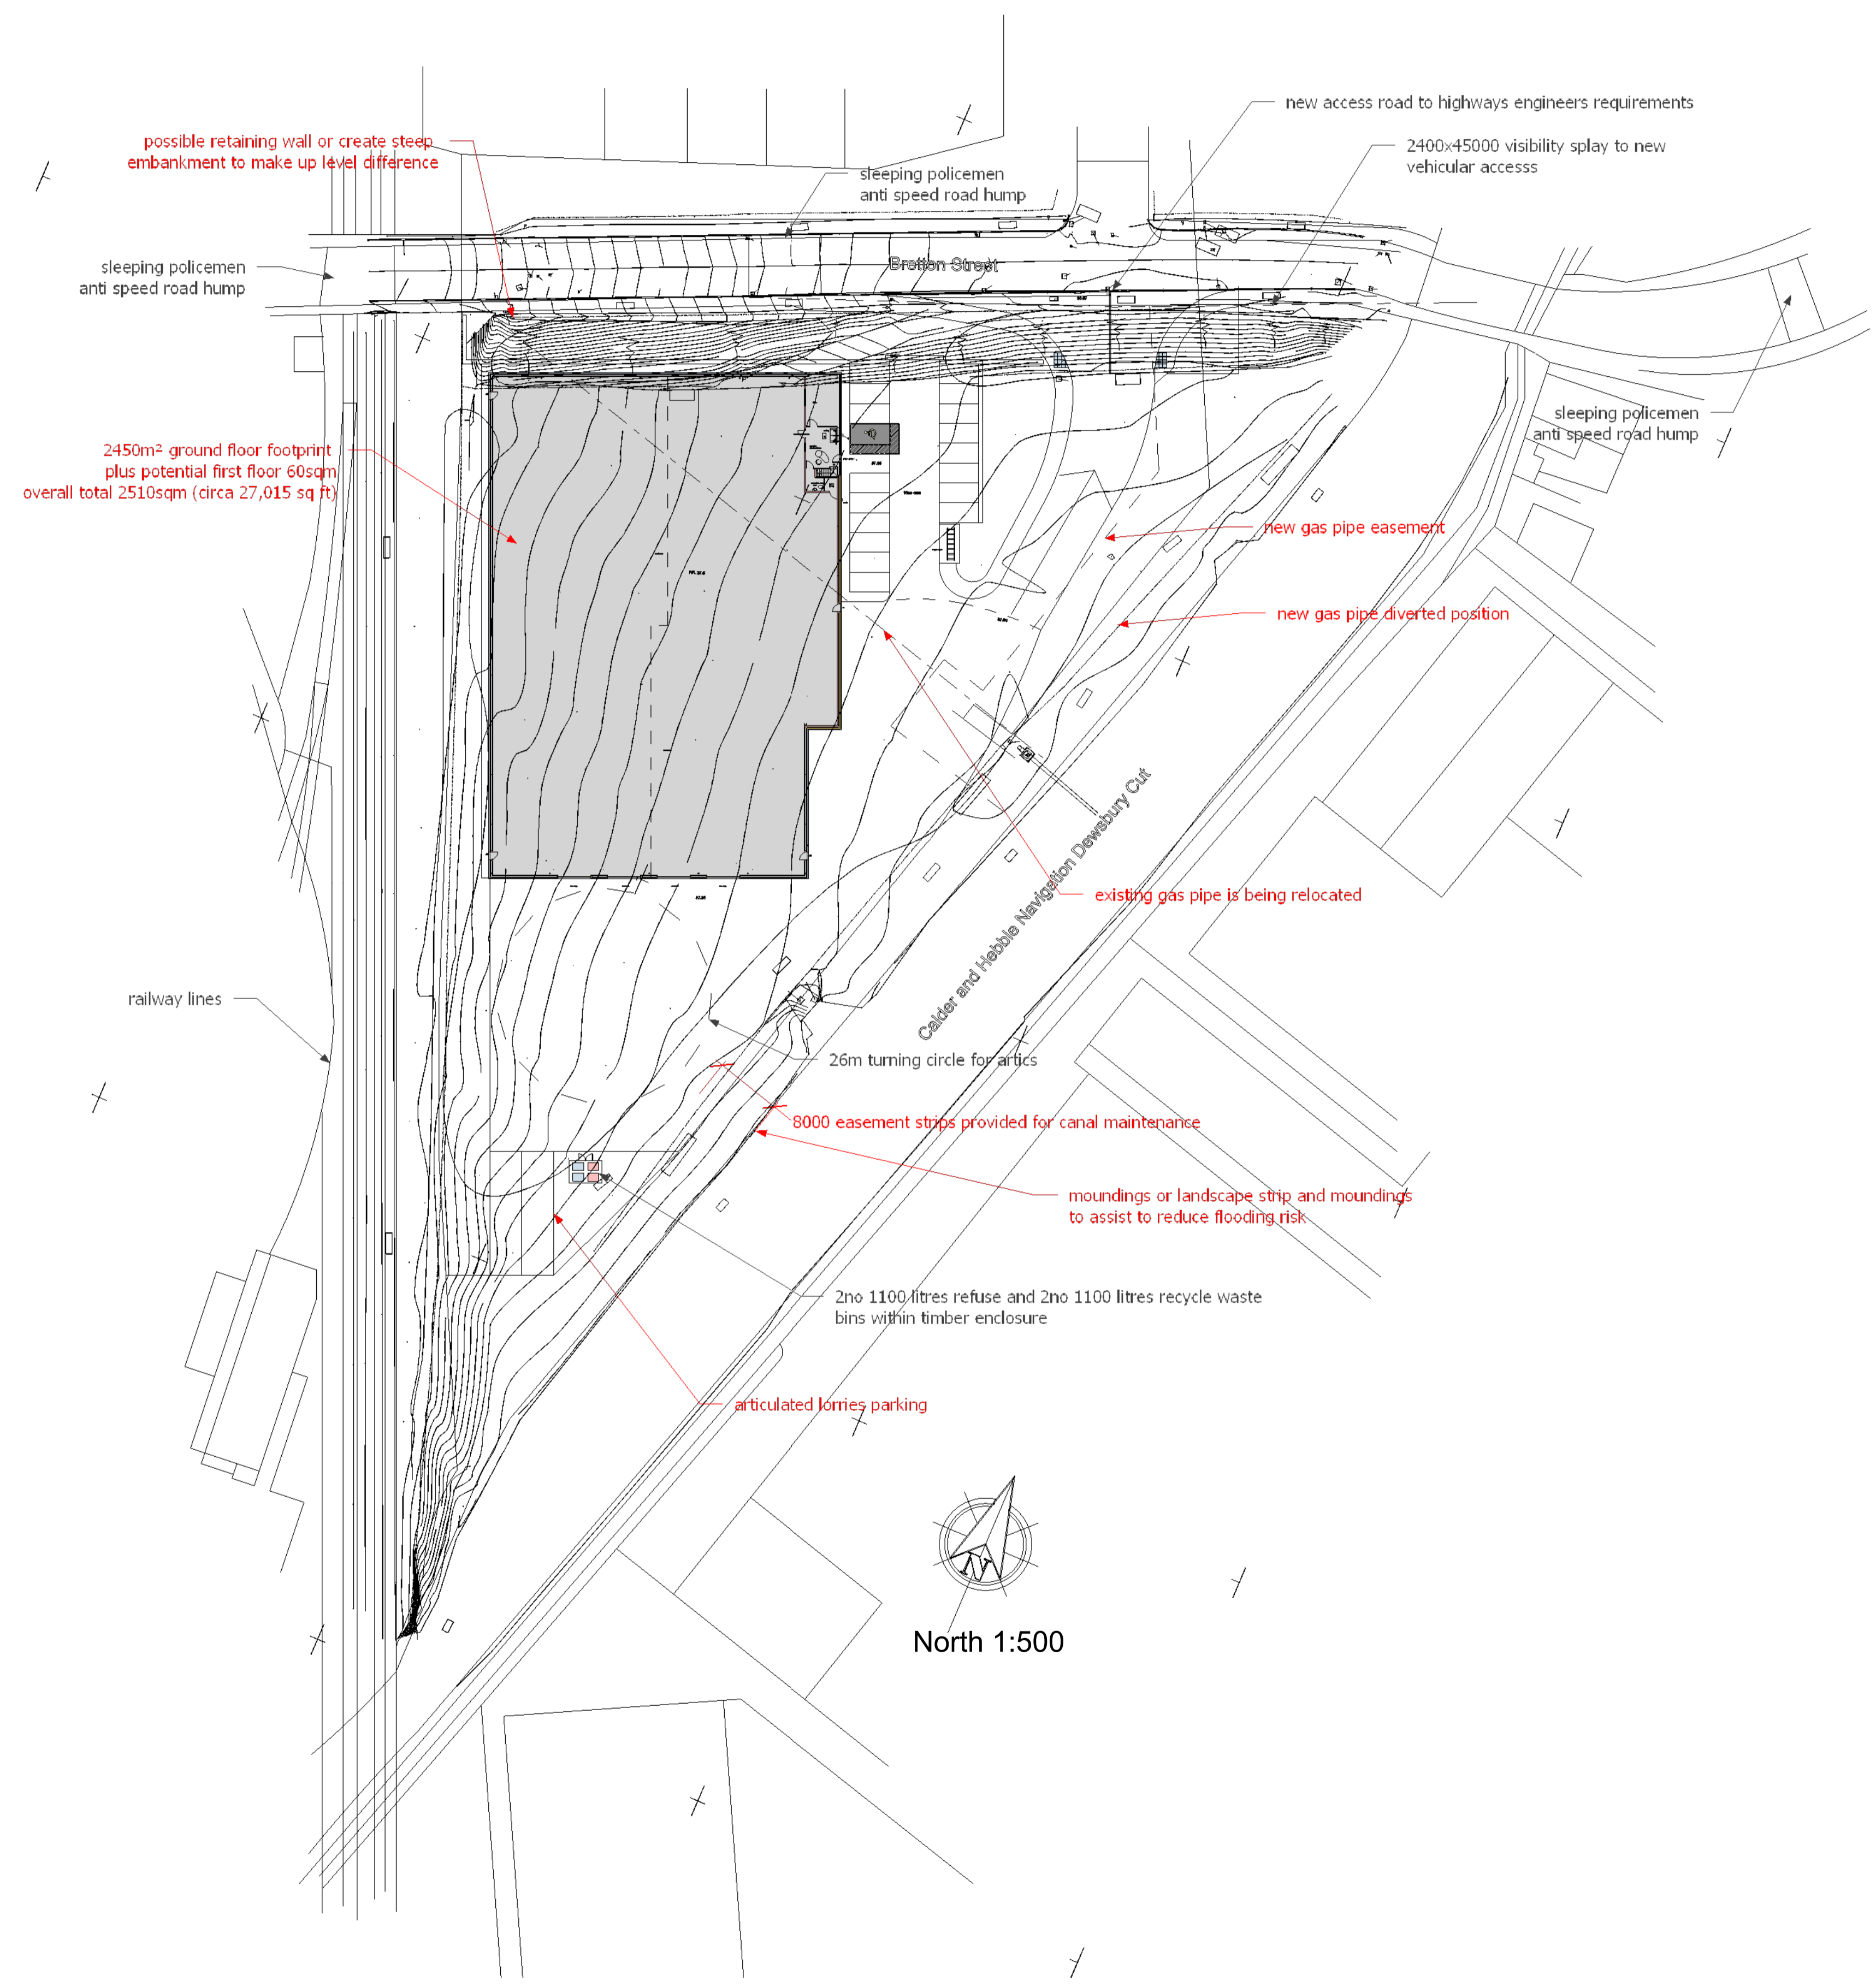 new access road to highways engineers requirements
possible retaining wall or create steep
embankment to make up level difference
2400x45000 visibility splay to new
vehicular accesss
sleeping policemen
anti speed road hump
sleeping policemen
anti speed road hump
Bretton Street
sleeping policemen
anti speed road hump
2450m² ground floor footprint
plus potential first floor 60sqm
overall total 2510sqm (circa 27,015 sq ft)
new gas pipe easement
new gas pipe diverted position
existing gas pipe is being relocated
Calder and Hebble Navigation Dewsbury Cut
railway lines
26m turning circle for artics
8000 easement strips provided for canal maintenance
moundings or landscape strip and moundings
to assist to reduce flooding risk
2no 1100 litres refuse and 2no 1100 litres recycle waste
bins within timber enclosure
articulated lorries parking
N
North 1:500